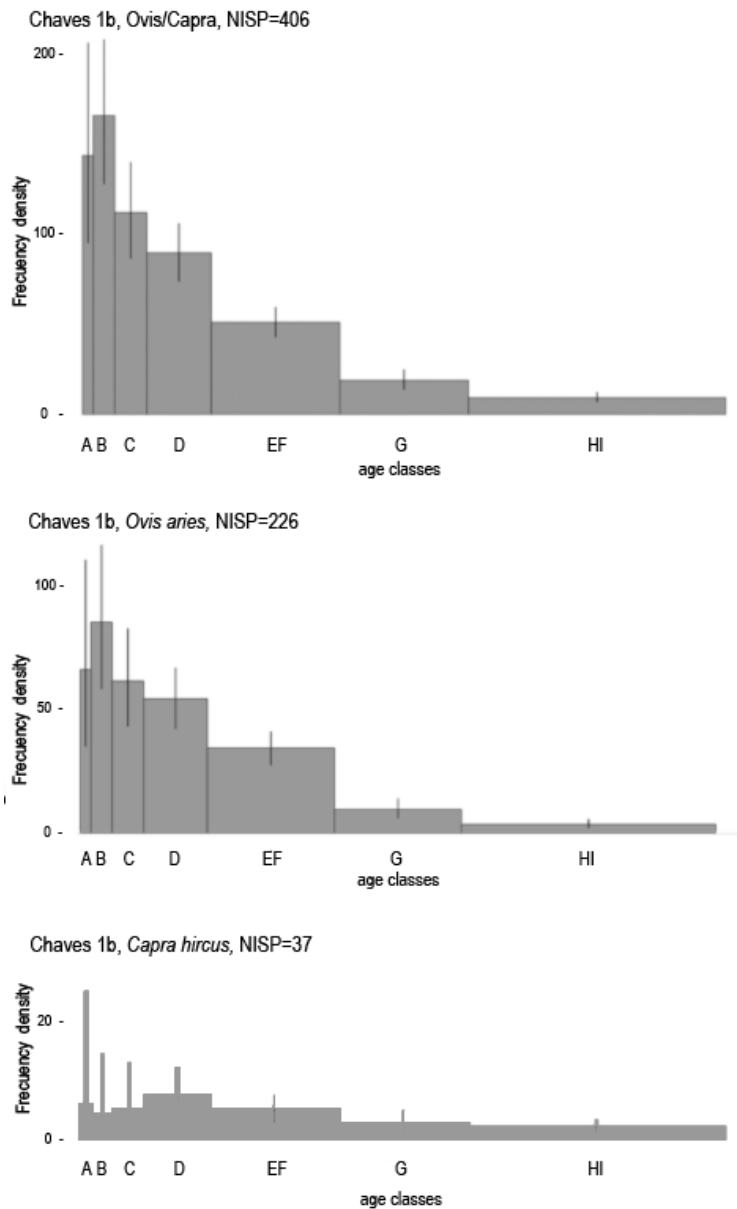 Chaves 1b, Ovis/Capra, NISP=406
200 -
100 -
0 -
Frecuency density
A B C D EF G HI
age classes
Chaves 1b, Ovis aries, NISP=226
100 -
50 -
0 -
Frecuency density
A B C D EF G HI
age classes
Chaves 1b, Capra hircus, NISP=37
20 -
0 -
Frecuency density
A B C D EF G HI
age classes